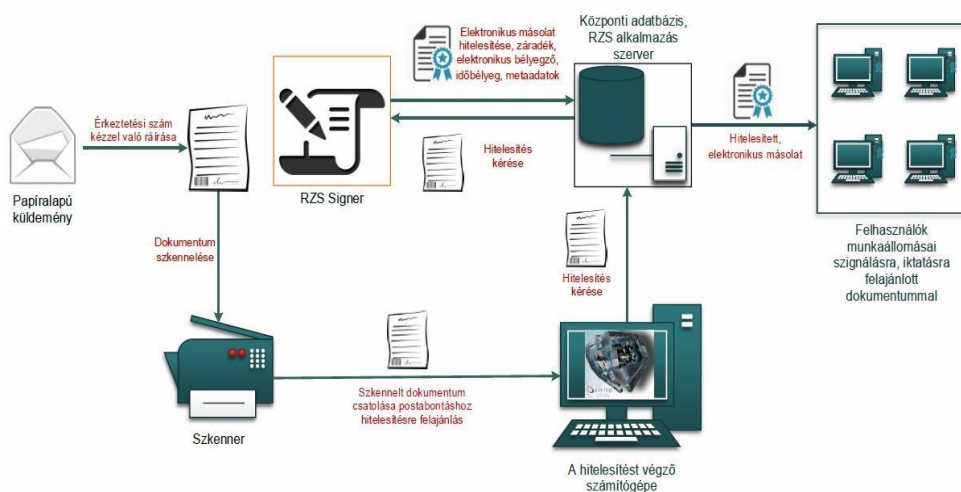 Papíralapú
küldemény
Érkeztetési szám
kézzel való ráírása
Dokumentum
szkennelése
Szkenner
Szkennelt dokumentum
csatolása postabontáshoz
hitelesítésre felajánlás
A hitelesítést végző
számítógépe
Hitelesítés
kérése
Központi adatbázis,
RZS alkalmazás
szerver
Hitelesítés
kérése
RZS Signer
Elektronikus másolat
hitelesítése, záradék,
elektronikus bélyegző,
időbélyeg, metaadatok
Hitelesített,
elektronikus másolat
Felhasználók
munkaállomásai
szignálásra, iktatásra
felajánlott
dokumentummal